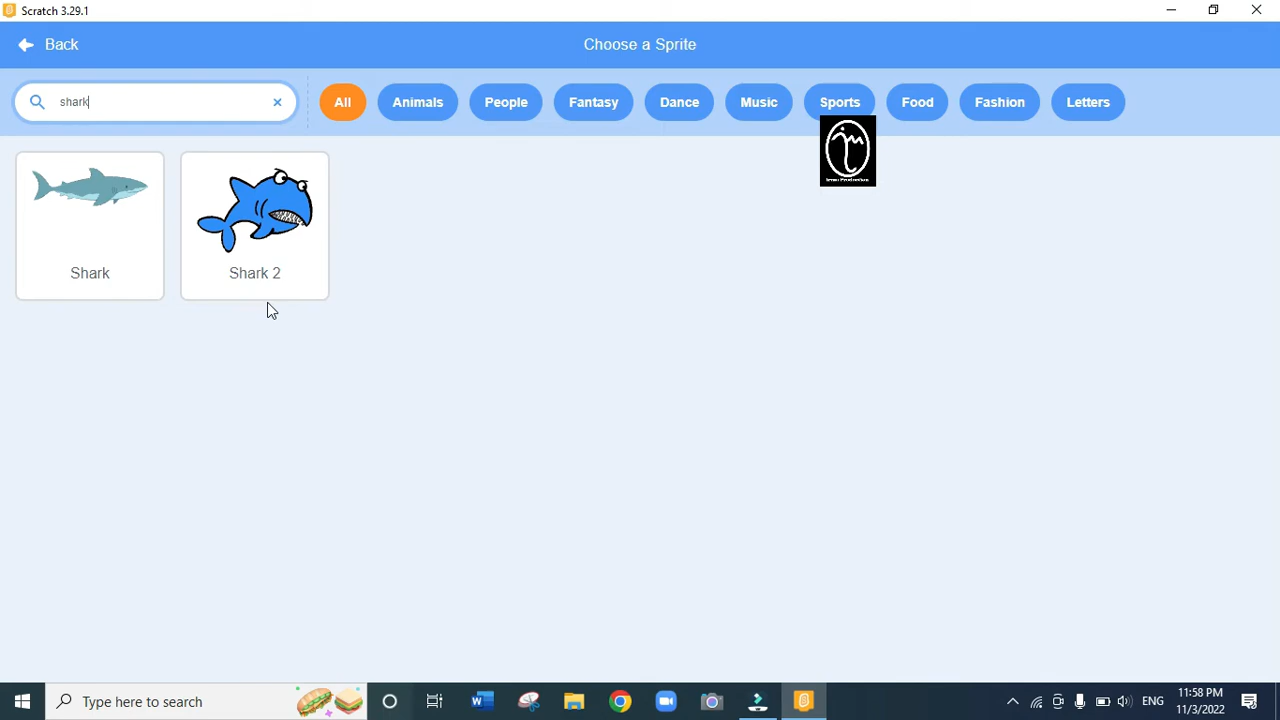 Scratch 3.29.1
Back
Choose a Sprite
shark
All
Animals
People
Fantasy
Dance
Music
Sports
Food
Fashion
Letters
Shark
Shark 2
Type here to search
ENG
11:58 PM
11/3/2022